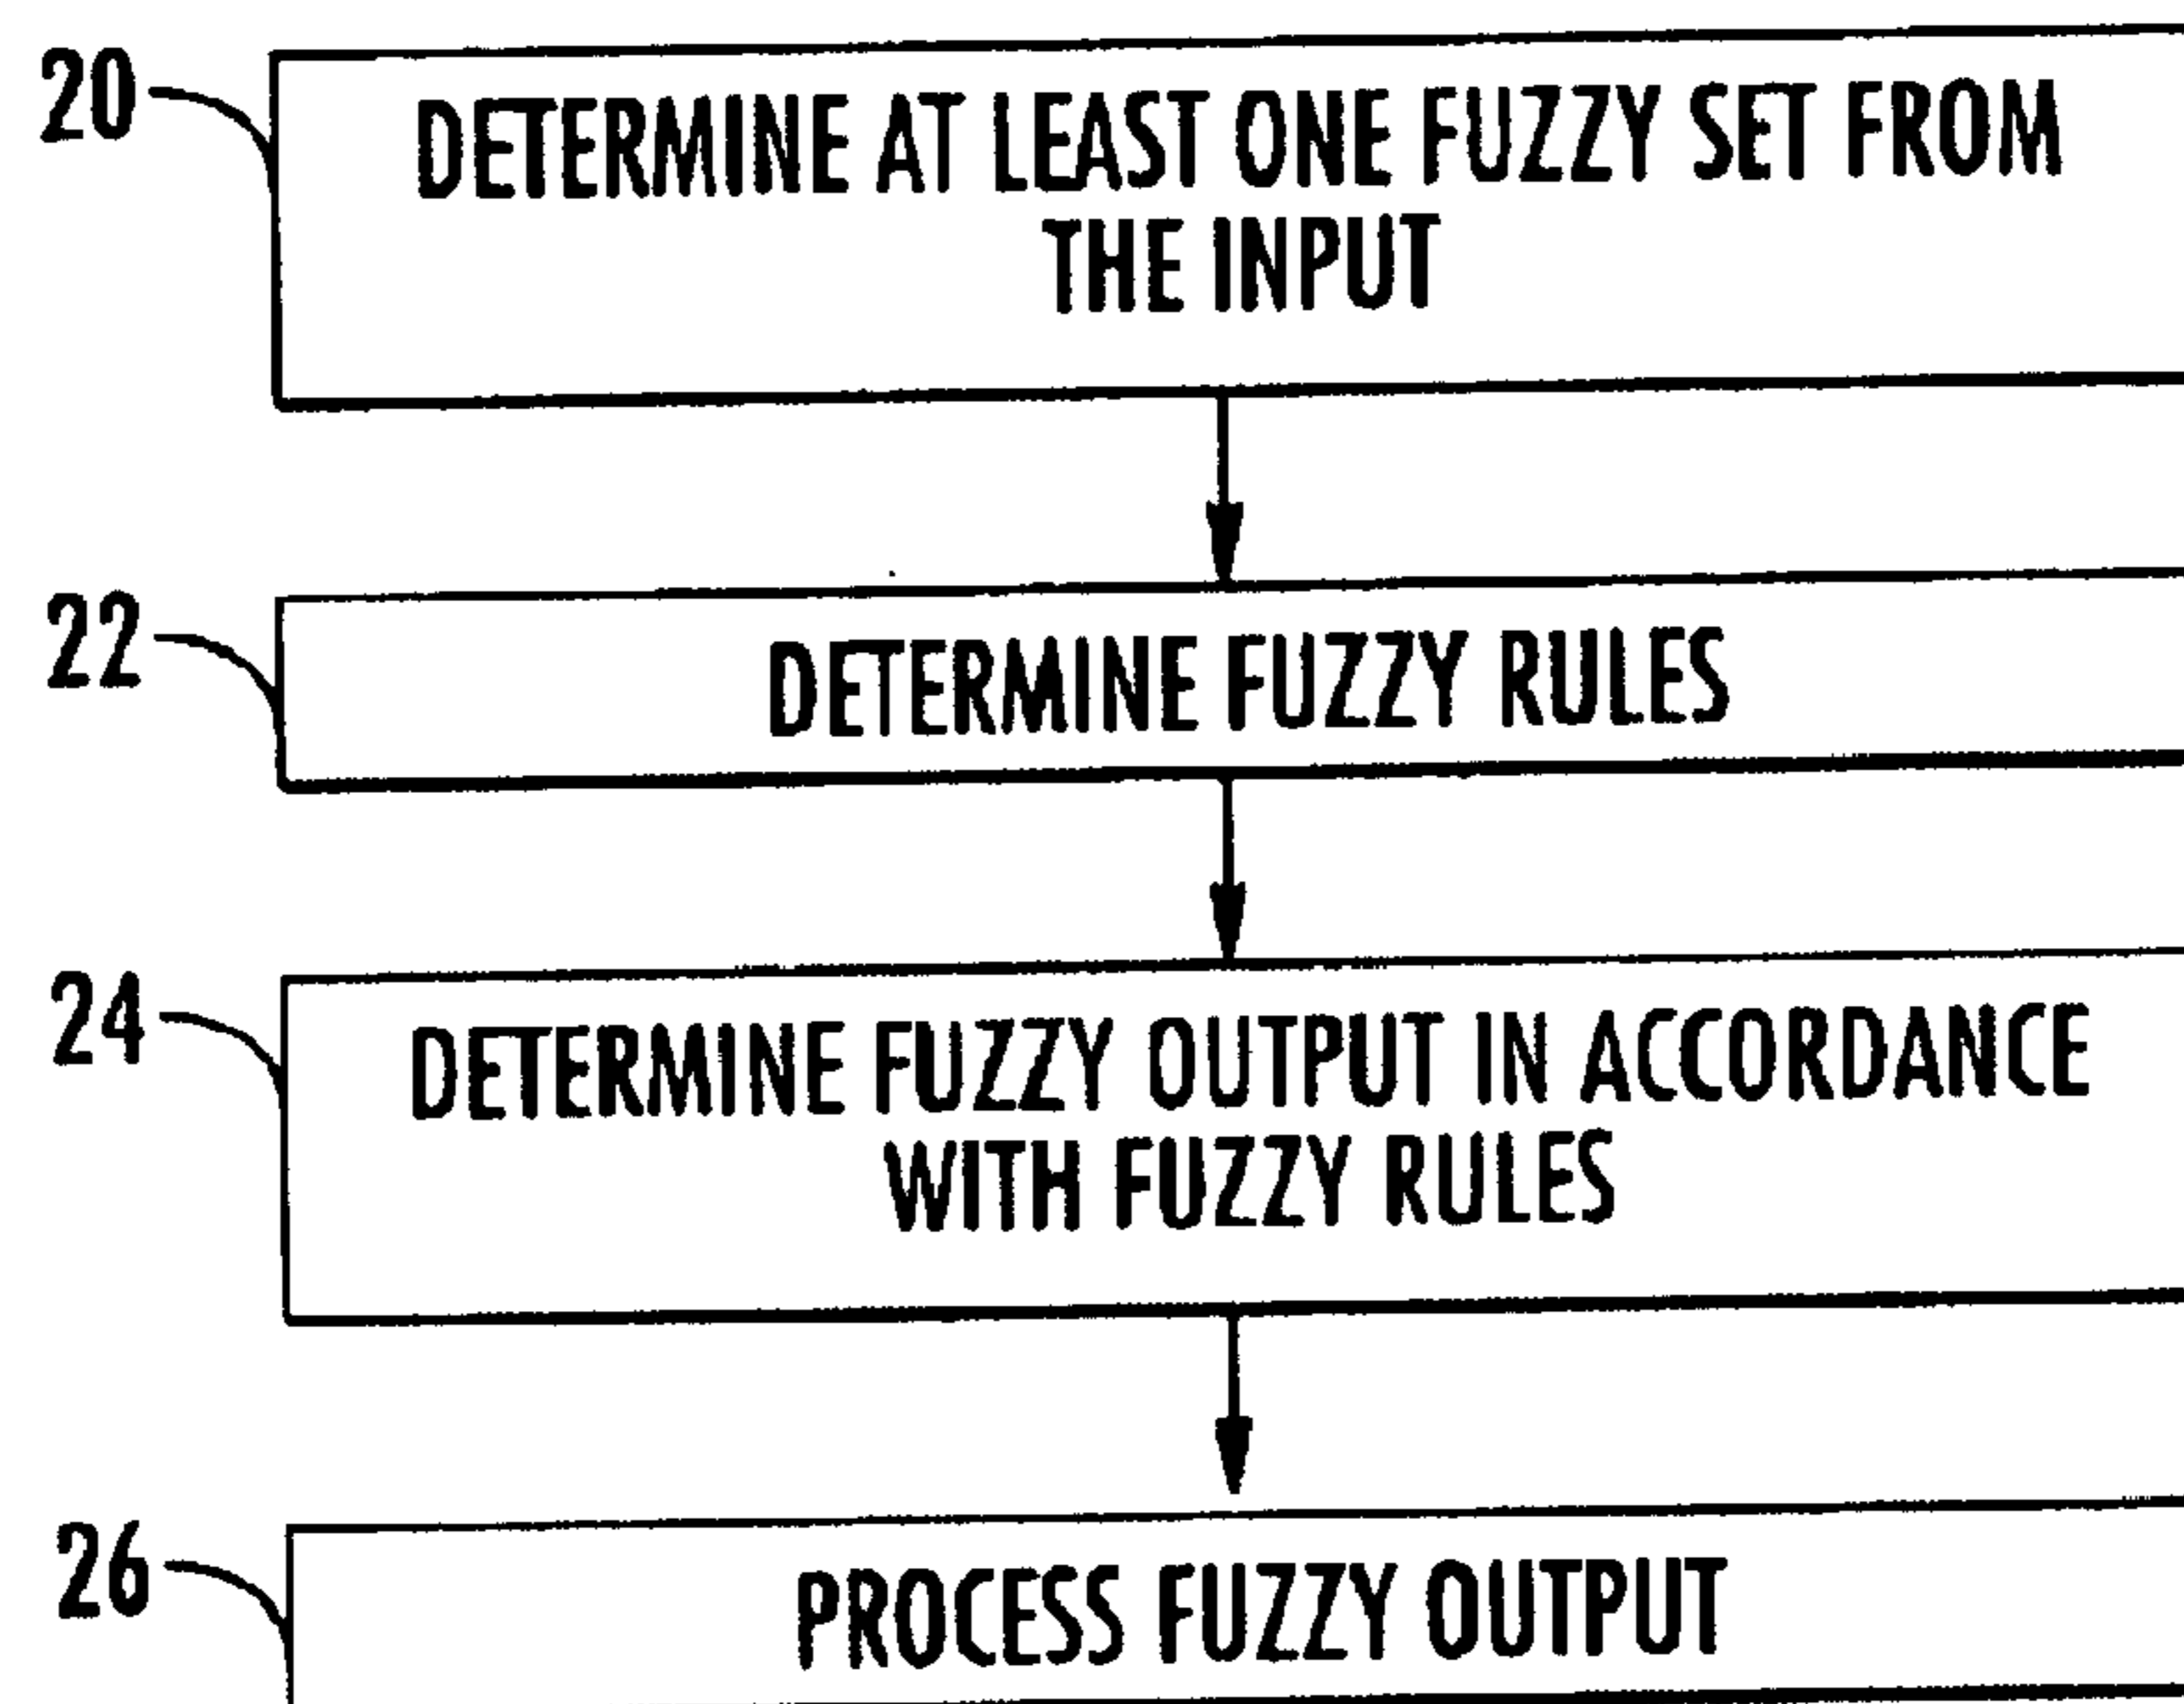 20
DETERMINE AT LEAST ONE FUZZY SET FROM
THE INPUT
22
DETERMINE FUZZY RULES
24
DETERMINE FUZZY OUTPUT IN ACCORDANCE
WITH FUZZY RULES
26
PROCESS FUZZY OUTPUT